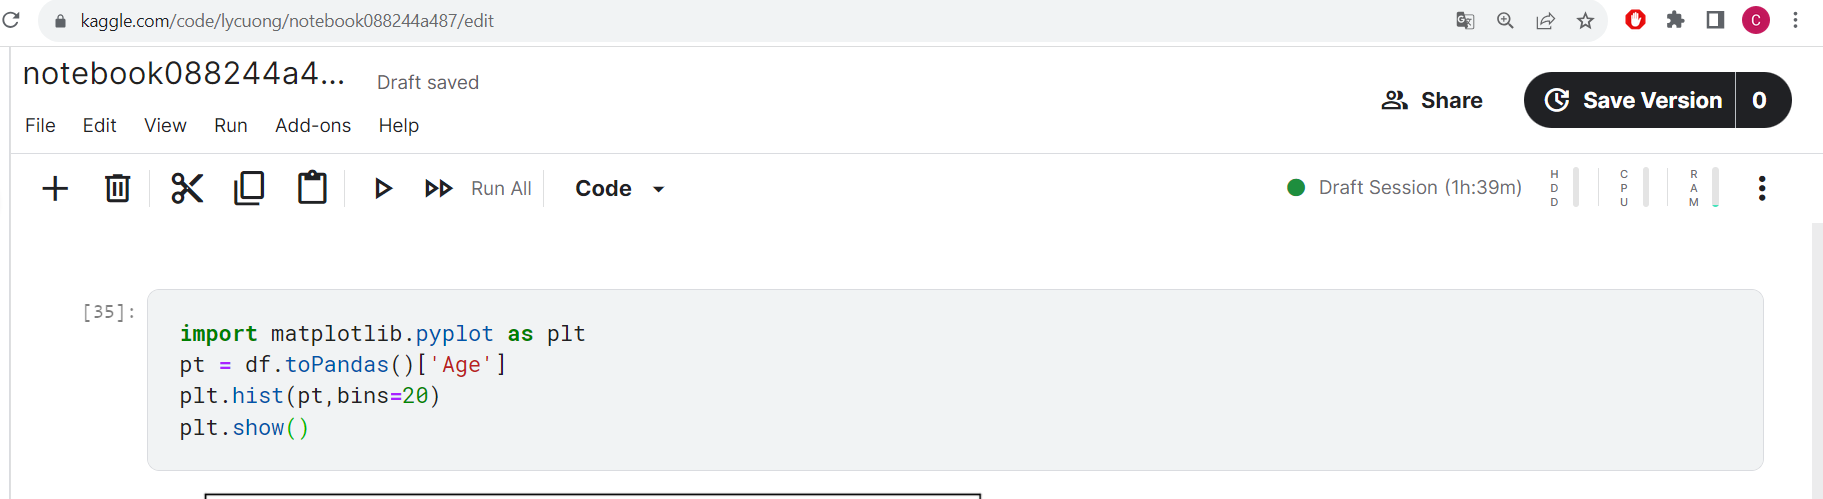 kaggle.com/code/lycuong/notebook088244a487/edit
C
notebook088244a4...
Draft saved
Share
Save Version
0
File Edit View Run Add-ons Help
Run All
Code
Draft Session (1h:39m)
HDD
CPU
RAM
[35]:
import matplotlib.pyplot as plt
pt = df.toPandas()['Age']
plt.hist(pt,bins=20)
plt.show()